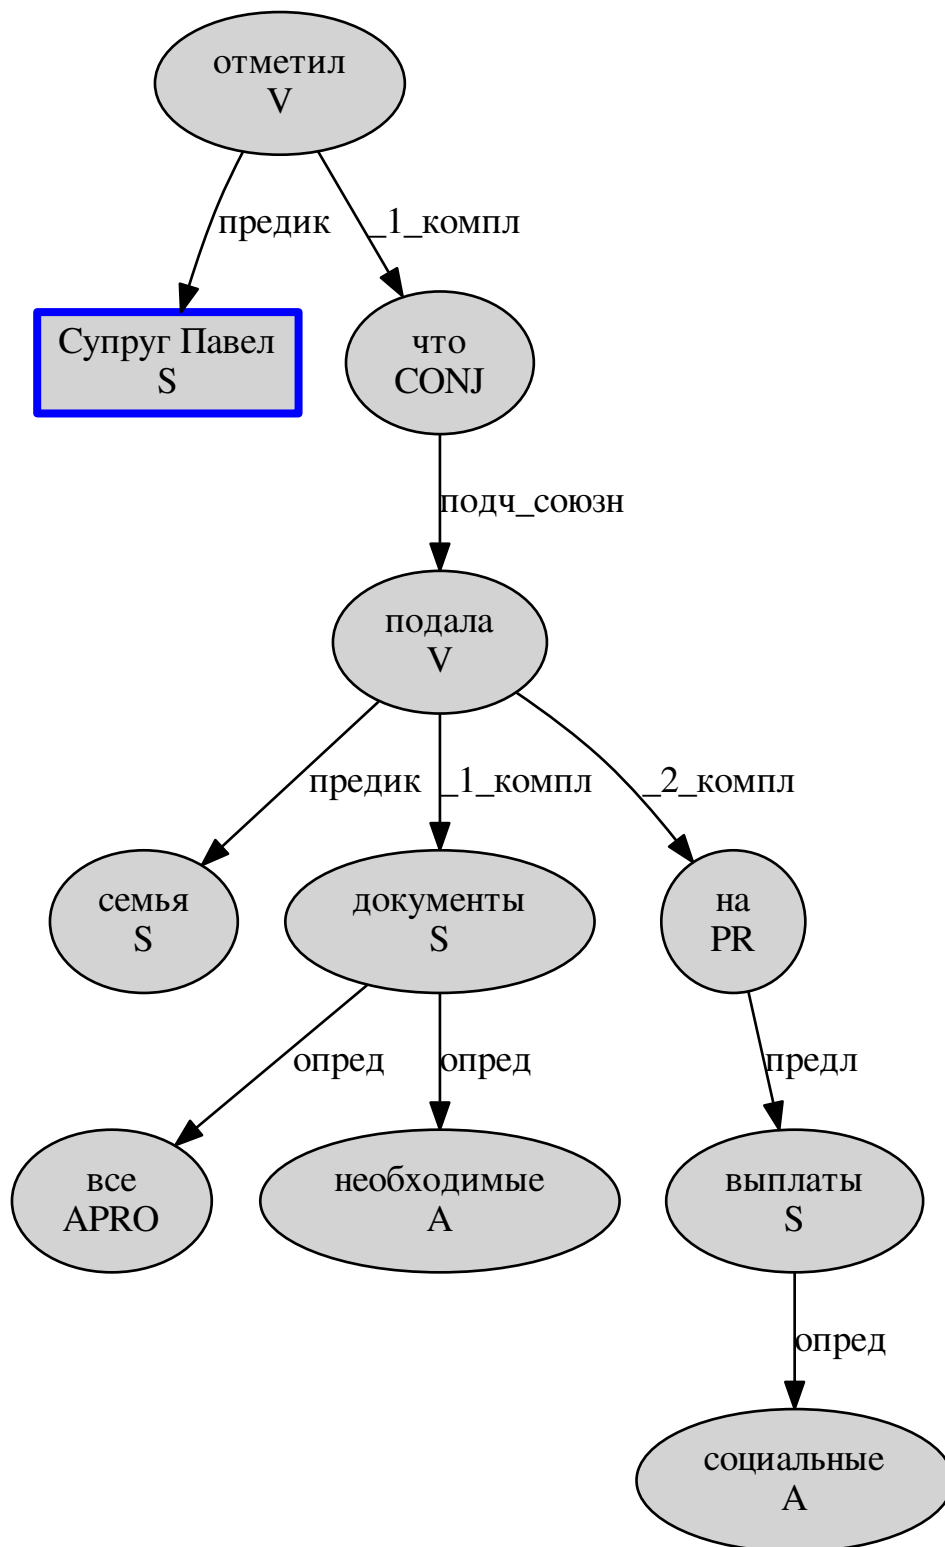 отметил
V
предик
_1_компл
Супруг Павел
S
что
CONJ
подч_союзн
подала
V
предик
_1_компл
_2_компл
семья
S
документы
S
на
PR
опред
опред
предл
все
APRO
необходимые
A
выплаты
S
опред
социальные
A